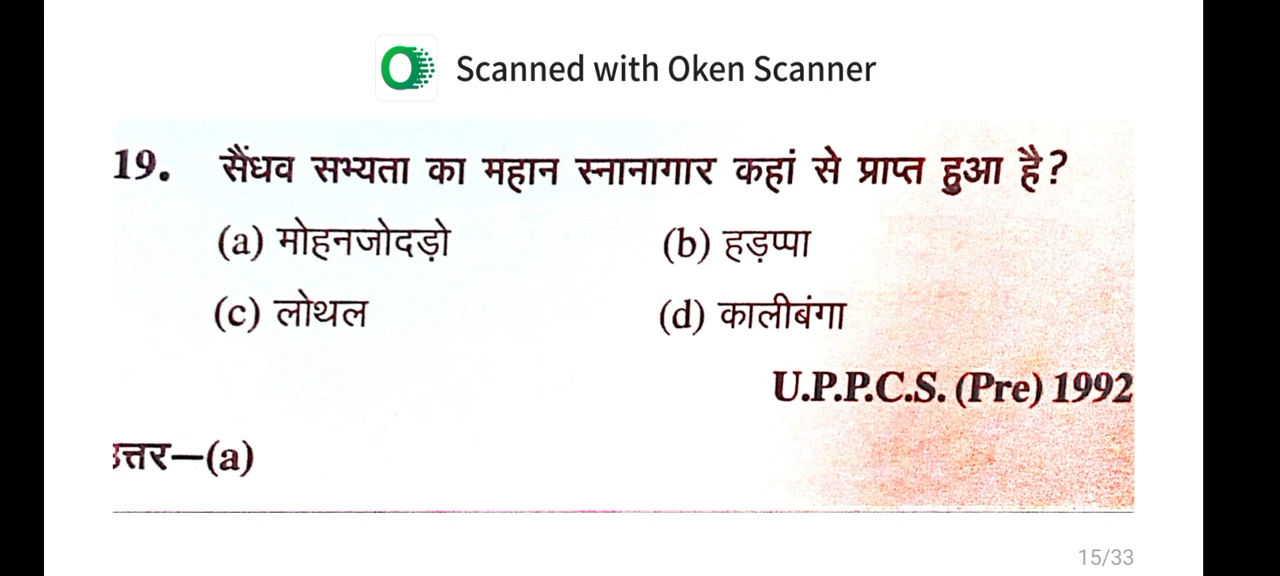 Scanned with Oken Scanner
19. सैंधव सभ्यता का महान स्नानागार कहां से प्राप्त हुआ है?
(a) मोहनजोदड़ो (b) हड़प्पा
(c) लोथल (d) कालीबंगा
U.P.P.C.S. (Pre) 1992
उत्तर—(a)
15/33